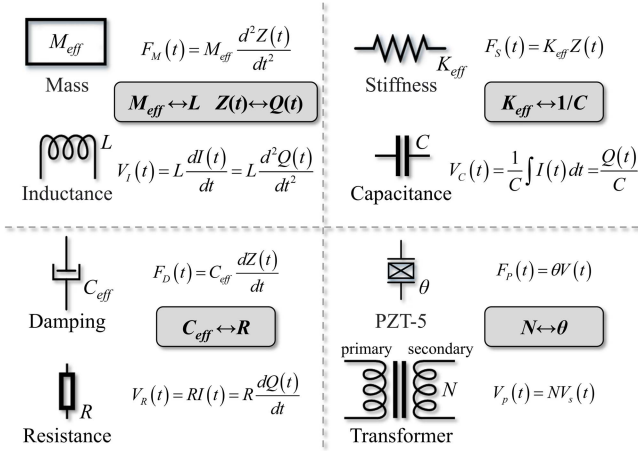 M_eff
Mass
F_M(t) = M_eff d²Z(t)/dt²
M_eff↔L Z(t)↔Q(t)
L
Inductance
V_I(t) = L dI(t)/dt = L d²Q(t)/dt²
K_eff
Stiffness
F_S(t) = K_eff Z(t)
K_eff↔1/C
C
Capacitance
V_C(t) = 1/C ∫I(t)dt = Q(t)/C
C_eff
Damping
F_D(t) = C_eff dZ(t)/dt
C_eff↔R
R
Resistance
V_R(t) = RI(t) = R dQ(t)/dt
θ
PZT-5
F_P(t) = θV(t)
N↔θ
primary secondary
N
Transformer
V_p(t) = NV_s(t)